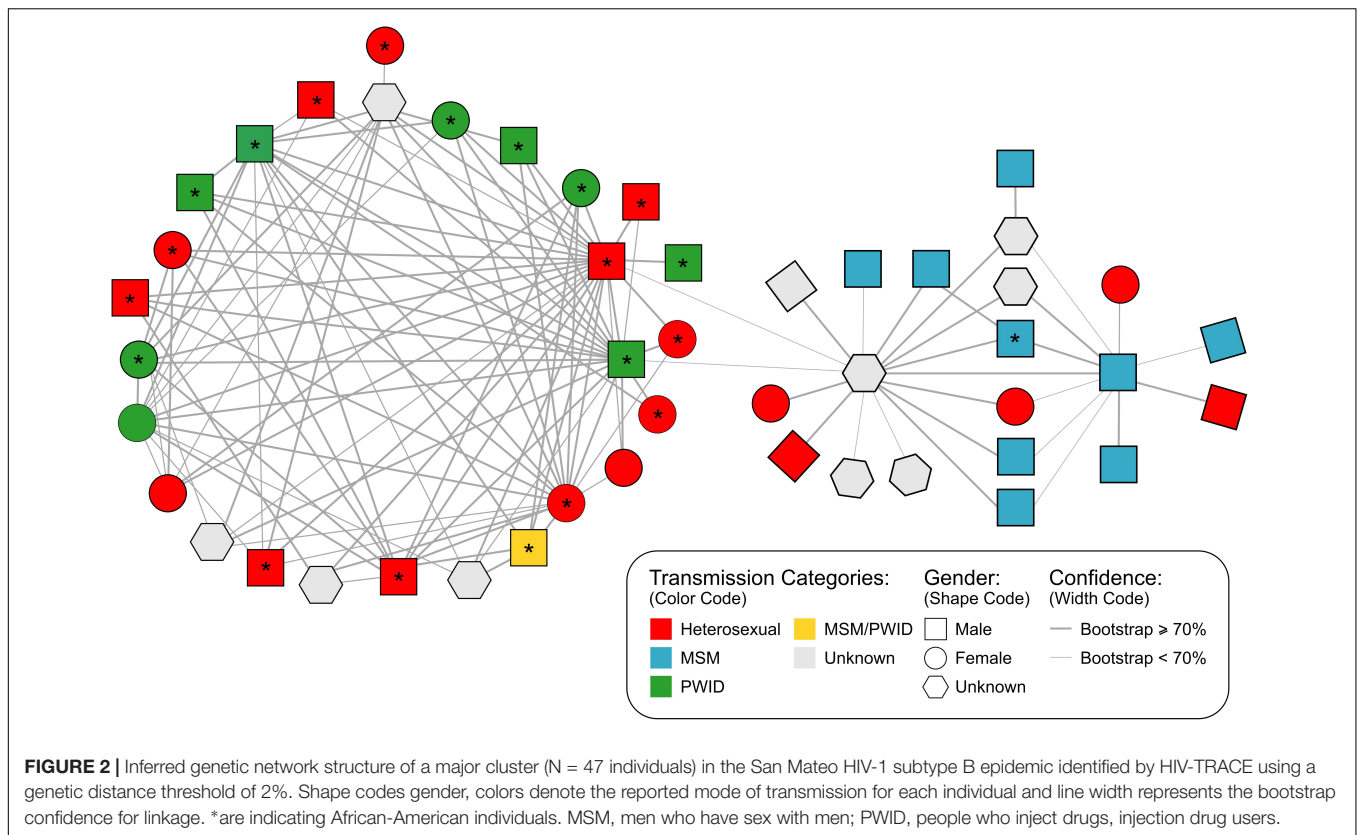 Transmission Categories:
(Color Code)
Heterosexual
MSM
PWID
MSM/PWID
Unknown
Gender:
(Shape Code)
Male
Female
Unknown
Confidence:
(Width Code)
Bootstrap ⩾ 70%
Bootstrap < 70%
FIGURE 2 | Inferred genetic network structure of a major cluster (N = 47 individuals) in the San Mateo HIV-1 subtype B epidemic identified by HIV-TRACE using a
genetic distance threshold of 2%. Shape codes gender, colors denote the reported mode of transmission for each individual and line width represents the bootstrap
confidence for linkage. *are indicating African-American individuals. MSM, men who have sex with men; PWID, people who inject drugs, injection drug users.